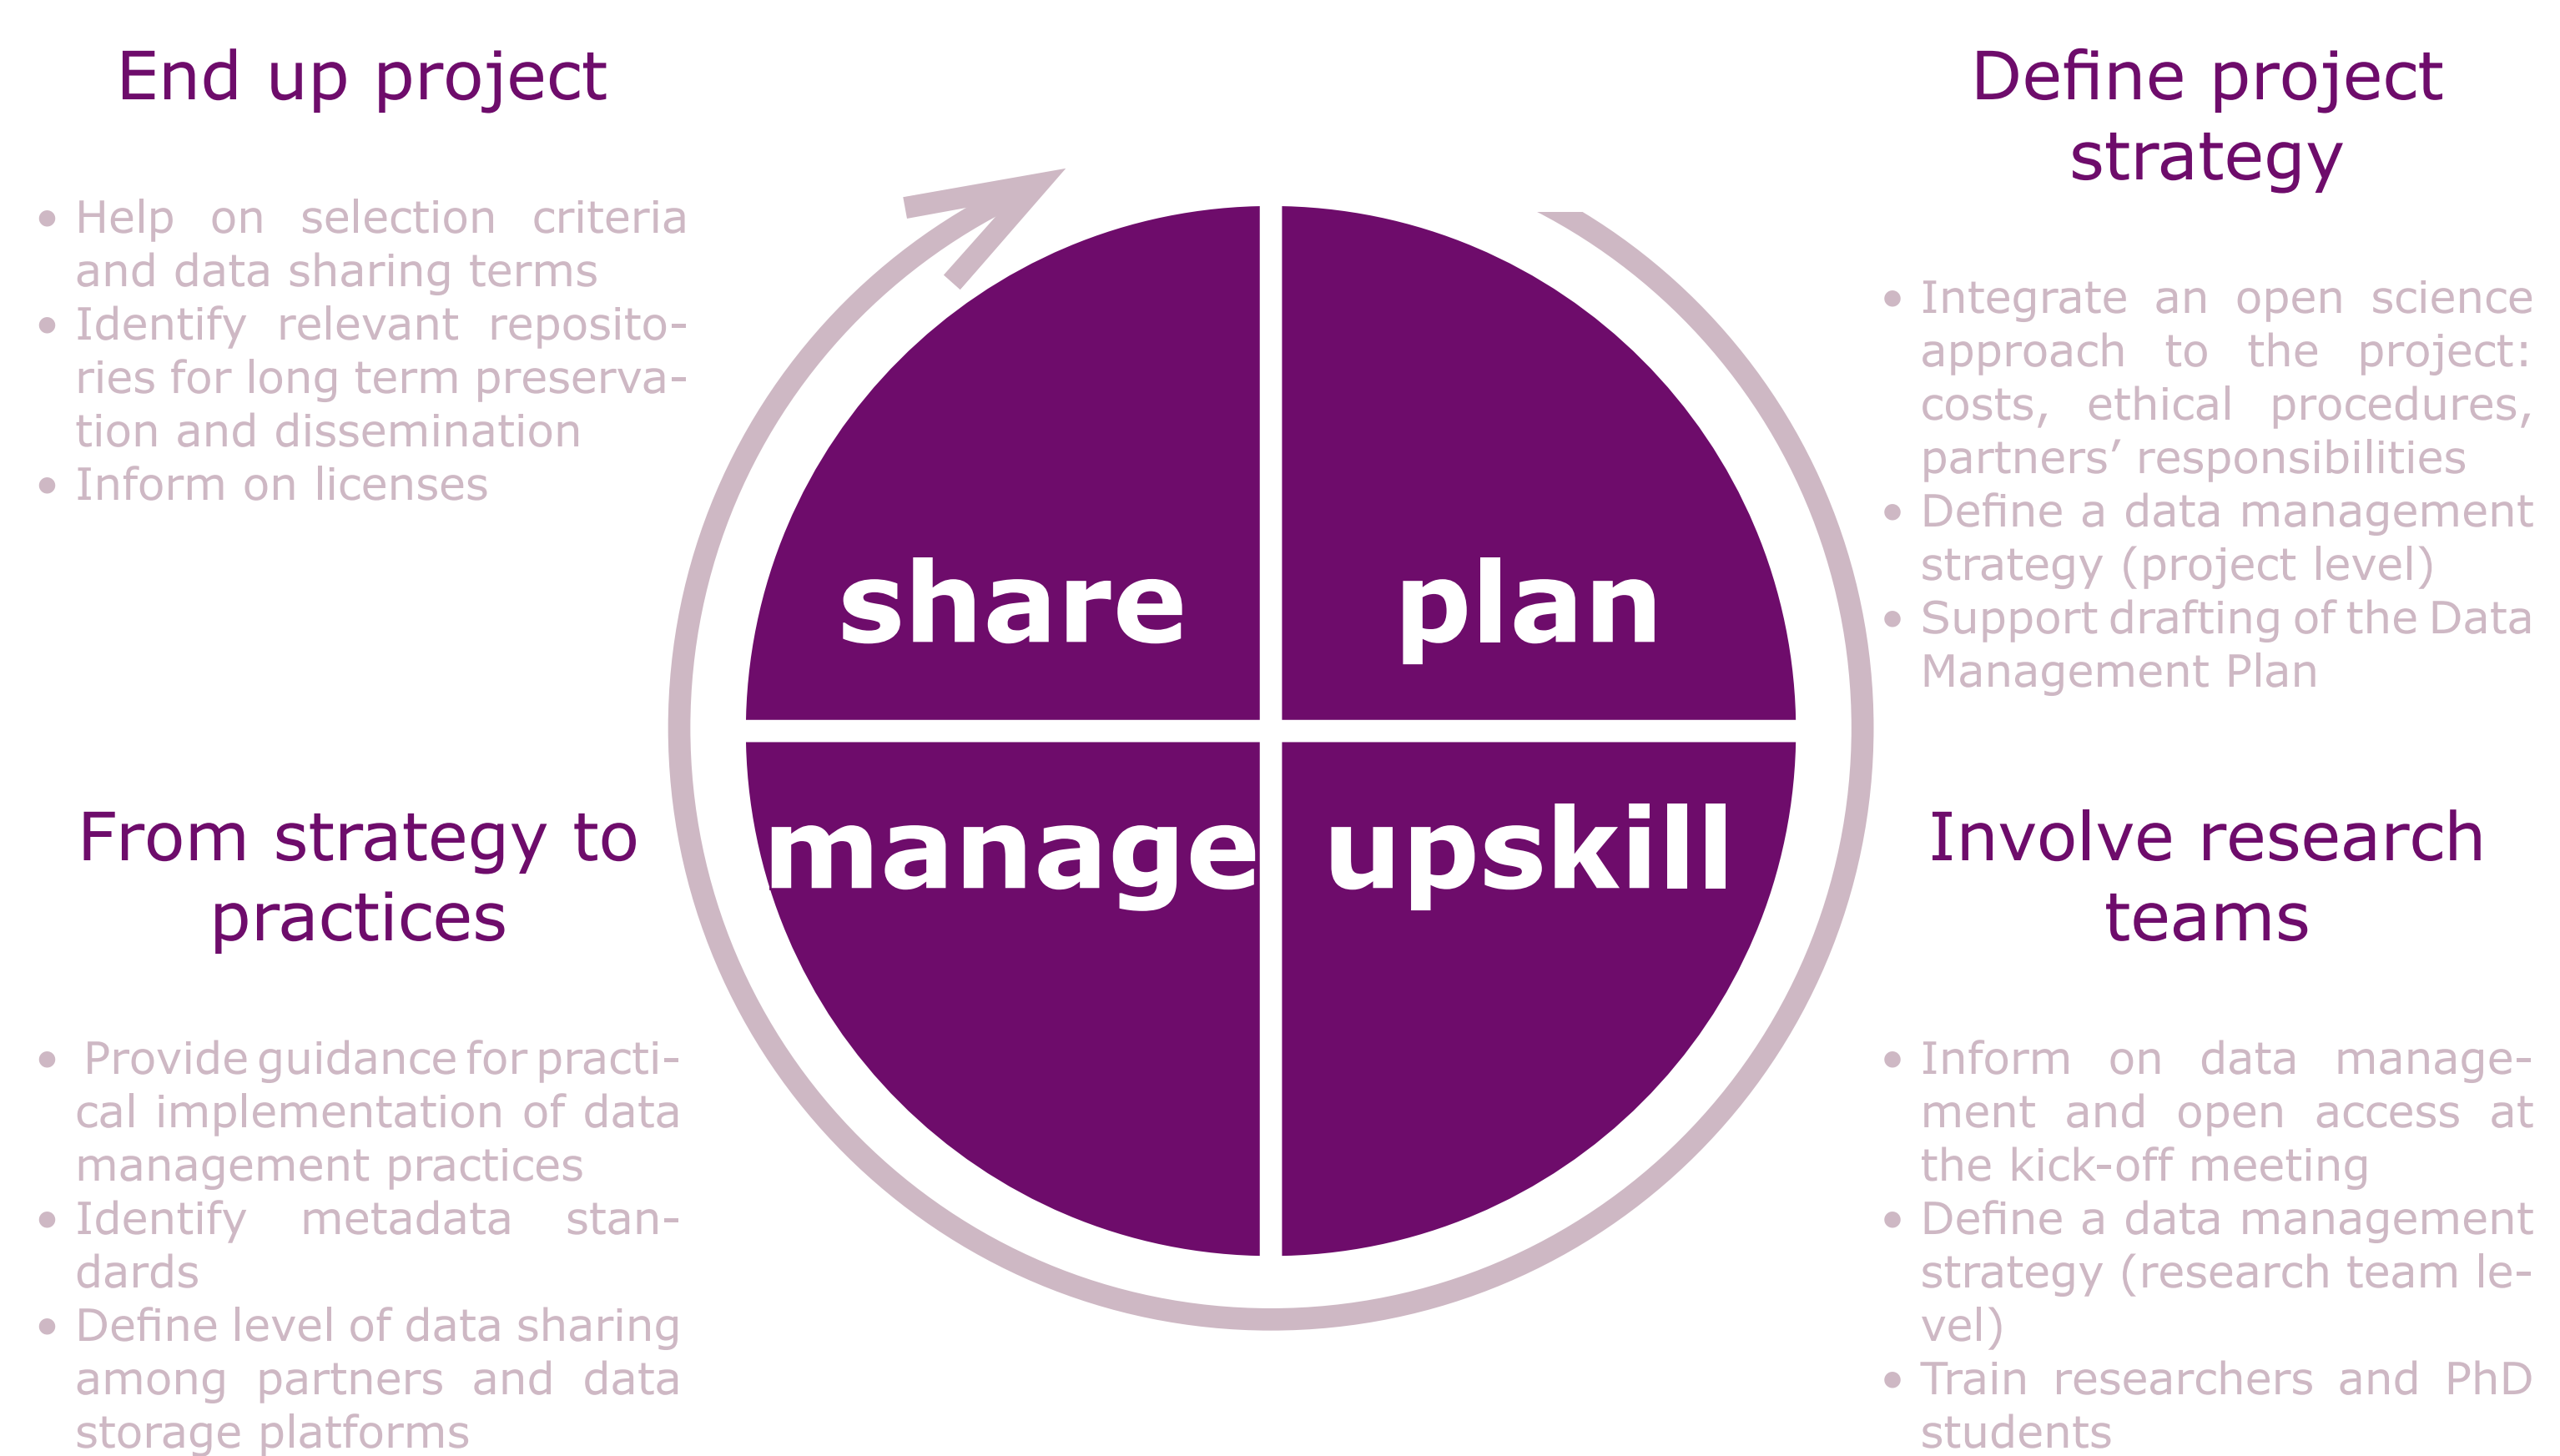 End up project
• Help on selection criteria
and data sharing terms
• Identify relevant reposito-
ries for long term preserva-
tion and dissemination
• Inform on licenses
Define project
strategy
• Integrate an open science
approach to the project:
costs, ethical procedures,
partners’ responsibilities
• Define a data management
strategy (project level)
• Support drafting of the Data
Management Plan
share
plan
manage
upskill
From strategy to
practices
• Provide guidance for practi-
cal implementation of data
management practices
• Identify metadata stan-
dards
• Define level of data sharing
among partners and data
storage platforms
Involve research
teams
• Inform on data manage-
ment and open access at
the kick-off meeting
• Define a data management
strategy (research team le-
vel)
• Train researchers and PhD
students